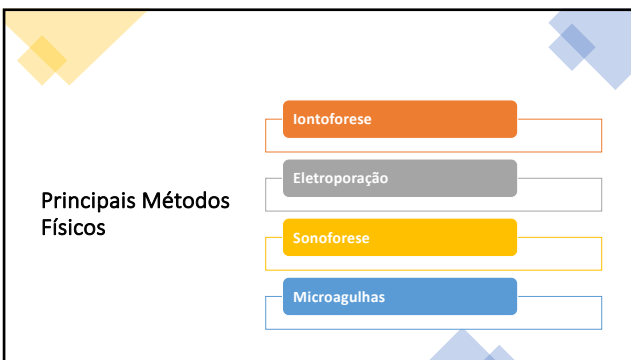 Principais Métodos
Físicos
Iontoforese
Eletroporação
Sonoforese
Microagulhas